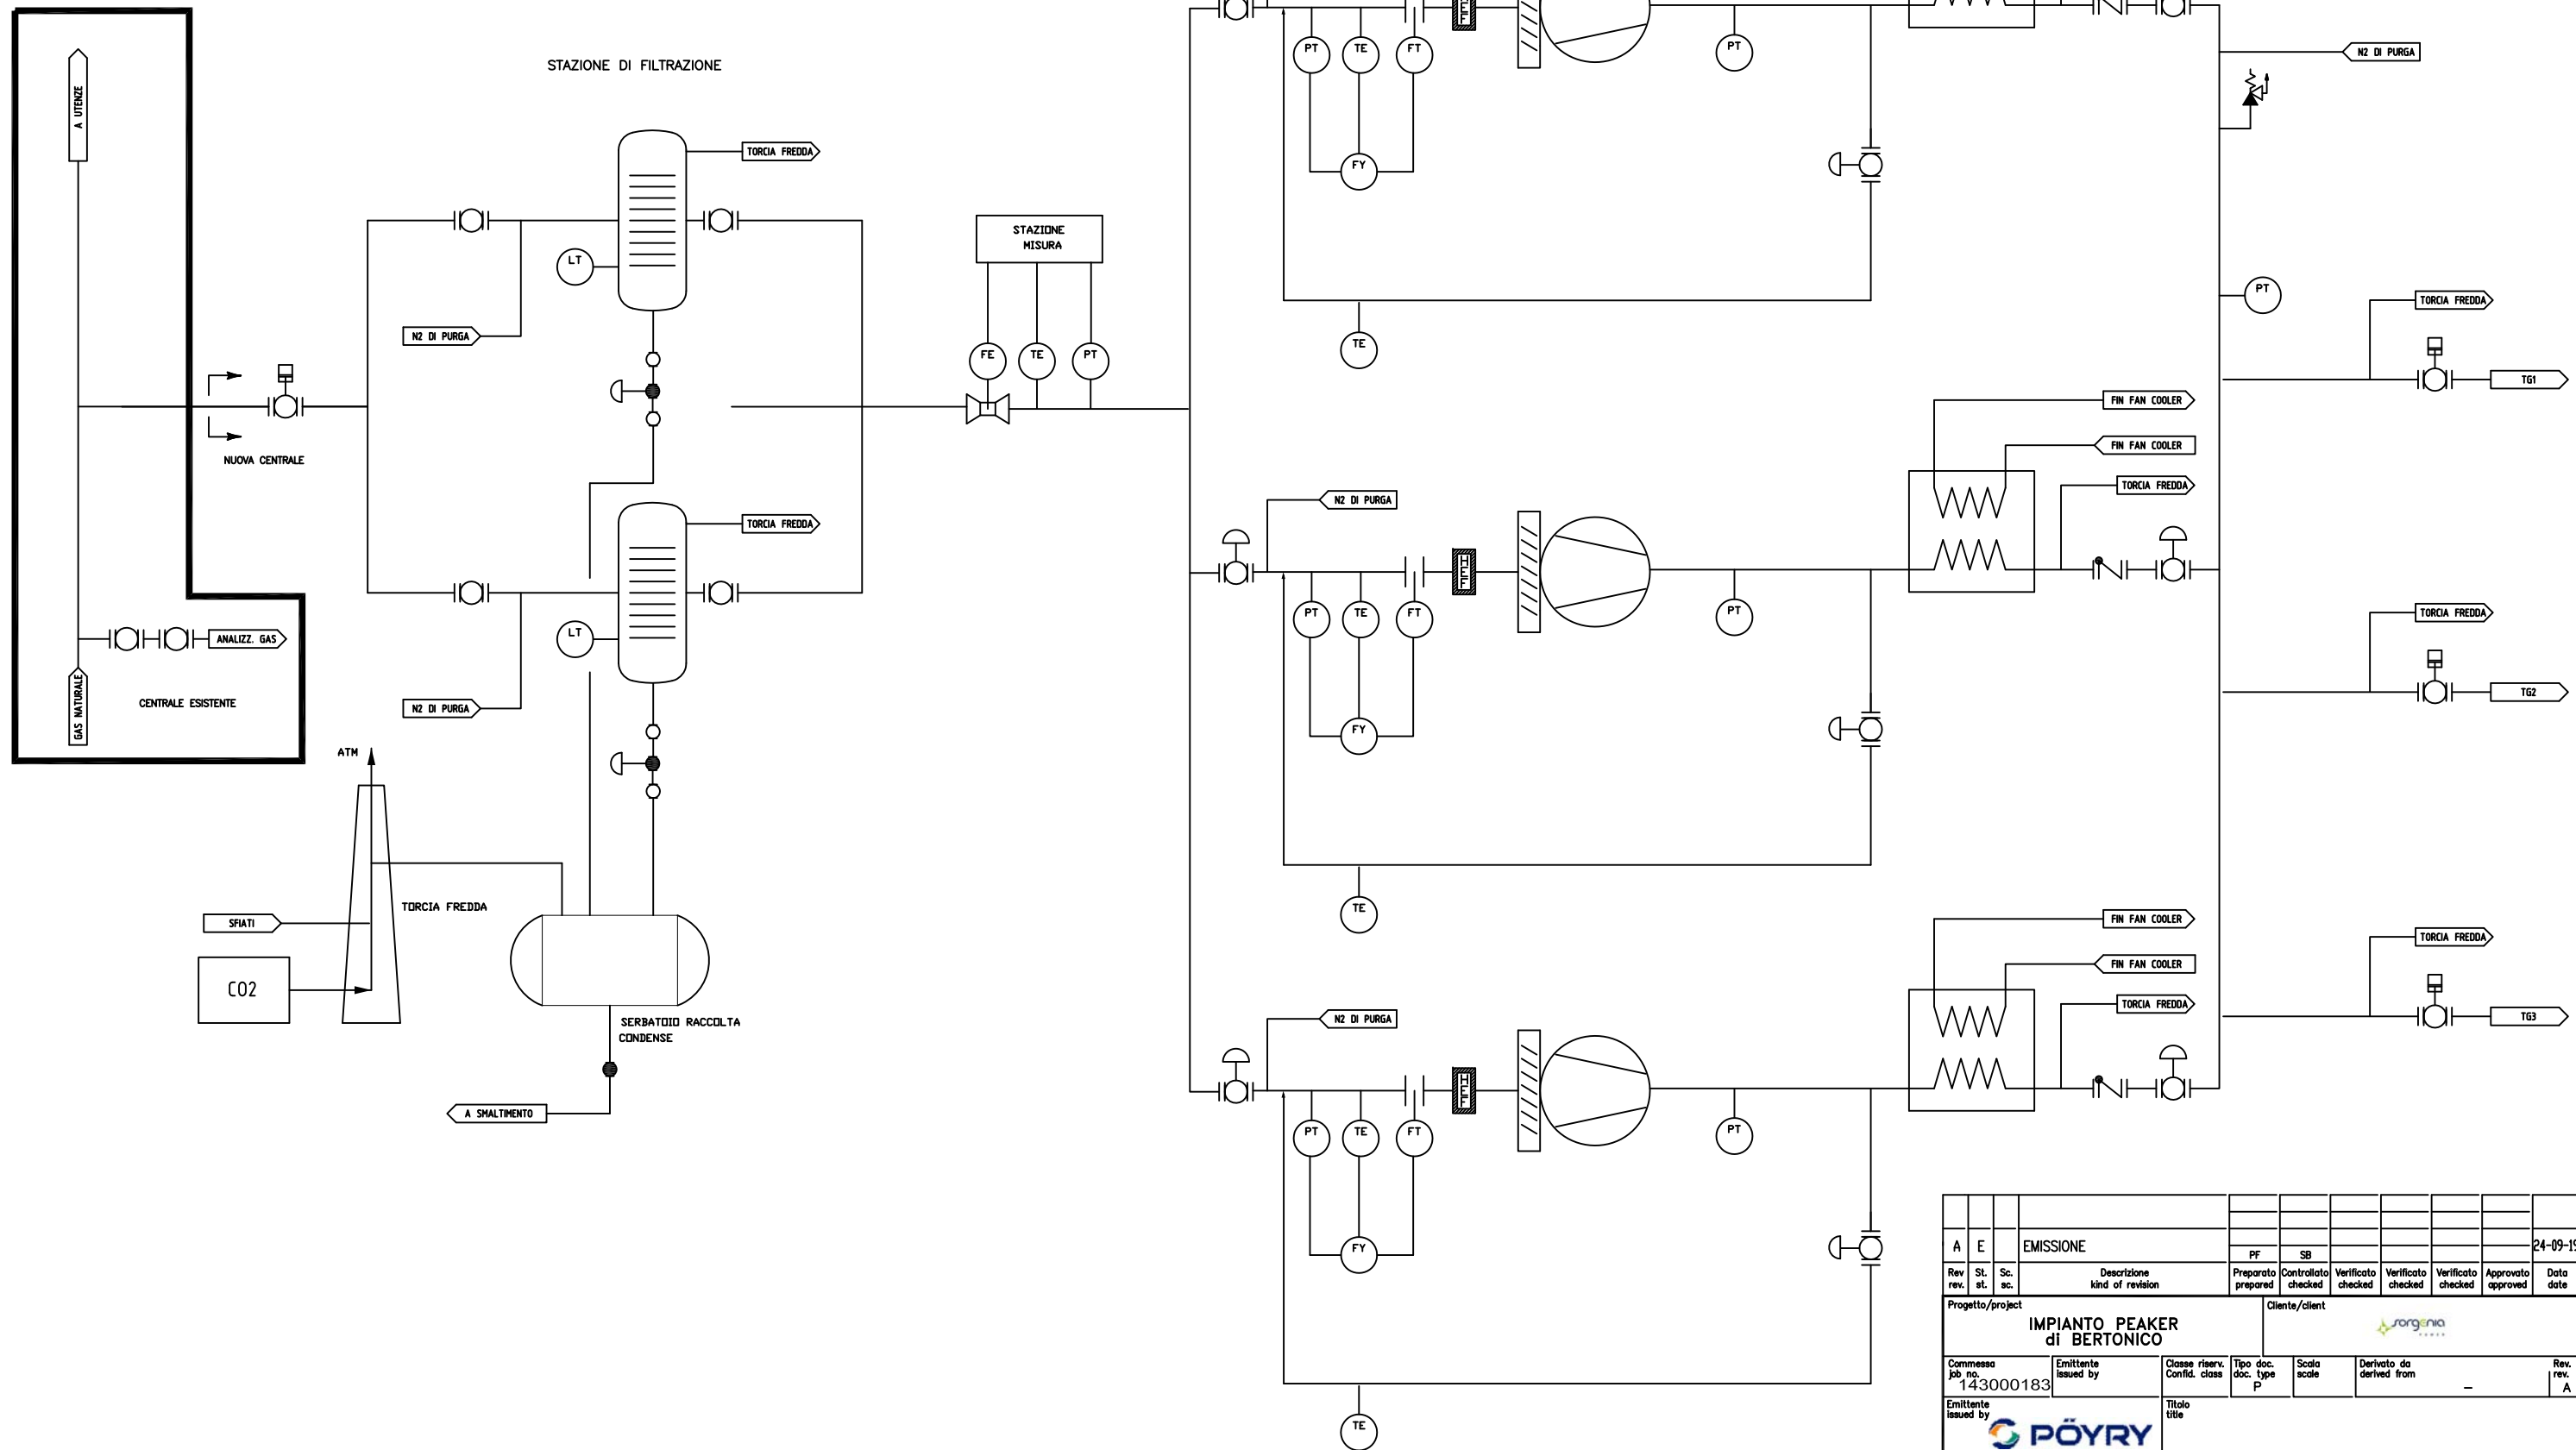 A UTENZE
STAZIONE DI FILTRAZIONE
TORCIA FREDDA
LT
N2 DI PURGA
NUOVA CENTRALE
TORCIA FREDDA
LT
N2 DI PURGA
ANALIZZ. GAS
GAS NATURALE
CENTRALE ESISTENTE
ATM
TORCIA FREDDA
SFIATI
CO2
SERBATOIO RACCOLTA
CONDENSE
A SMALTIMENTO
STAZIONE
MISURA
FE
TE
PT
PT
TE
FT
FY
TE
PT
N2 DI PURGA
PT
TORCIA FREDDA
TG1
FIN FAN COOLER
FIN FAN COOLER
TORCIA FREDDA
N2 DI PURGA
PT
TE
FT
FY
TE
PT
TORCIA FREDDA
TG2
FIN FAN COOLER
FIN FAN COOLER
TORCIA FREDDA
TORCIA FREDDA
TG3
N2 DI PURGA
PT
TE
FT
FY
TE
PT
A E EMISSIONE PF SB 24-09-19
Rev St. Sc. Descrizione Preparato Controllato Verificato Verificato Verificato Approvato Data
rev. st. sc. kind of revision prepared checked checked checked checked approved date
Progetto/project
IMPIANTO PEAKER
di BERTONICO
Cliente/client
sorgenia
Commessa
job no.
143000183
Emittente
issued by
Classe riserv.
Confid. class
Tipo doc.
doc. type
P
Scala
scale
Derivato da
derived from
–
Rev.
rev.
A
Emittente
issued by
PÖYRY
Titolo
title